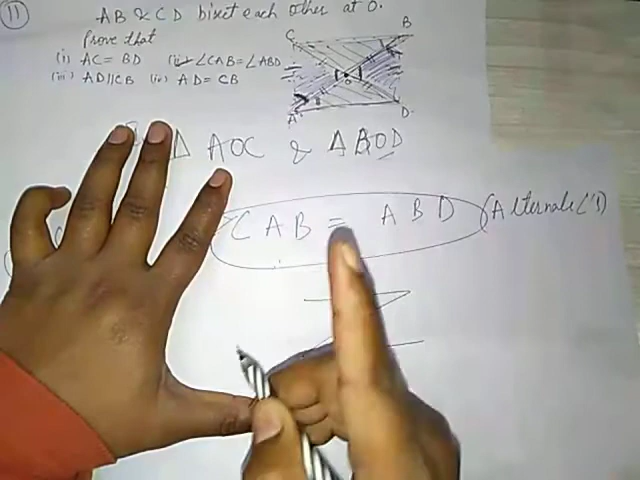 (11) AB & CD bisect each other at O.
Prove that
(i) AC = BD (ii) ∠CAB = ∠ABD
(iii) AD||CB (iv) AD = CB
C B
O
A D
Δ AOC & Δ BOD
CAB = ABD (Alternate ∠'s)